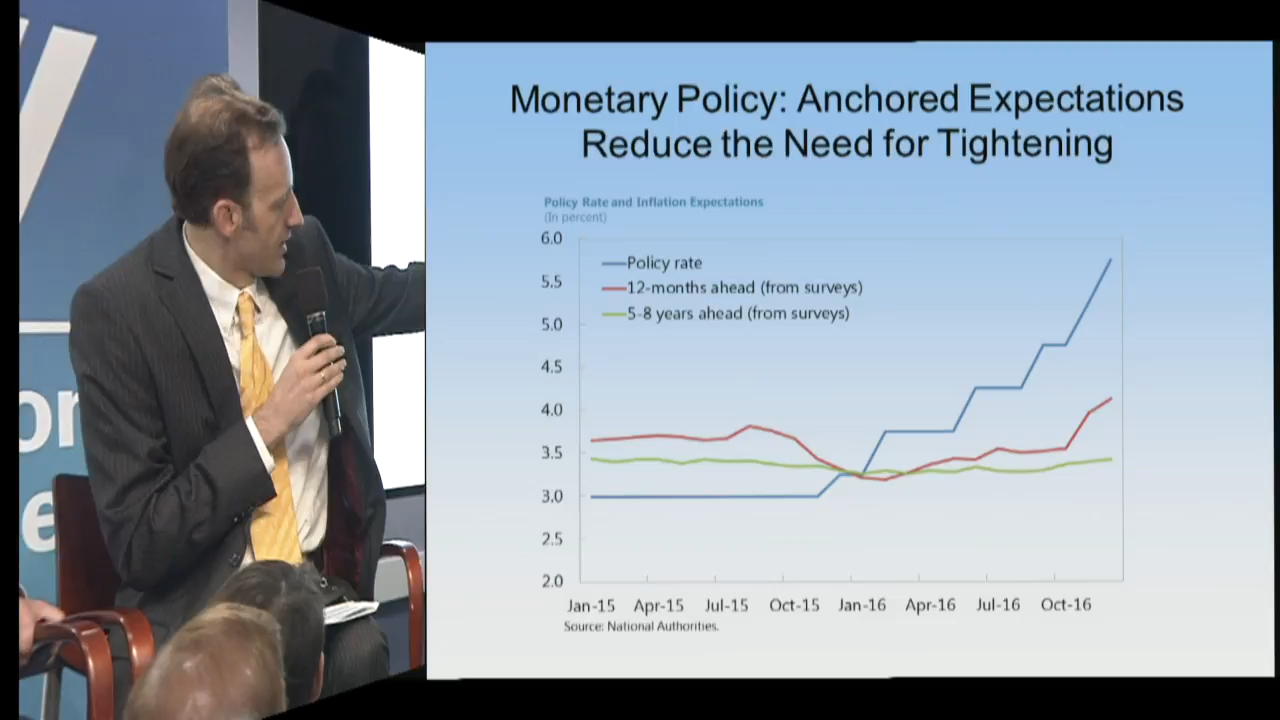 Monetary Policy: Anchored Expectations
Reduce the Need for Tightening
Policy Rate and Inflation Expectations
(In percent)
6.0
5.5
5.0
4.5
4.0
3.5
3.0
2.5
2.0
Policy rate
12-months ahead (from surveys)
5-8 years ahead (from surveys)
Jan-15 Apr-15 Jul-15 Oct-15 Jan-16 Apr-16 Jul-16 Oct-16
Source: National Authorities.